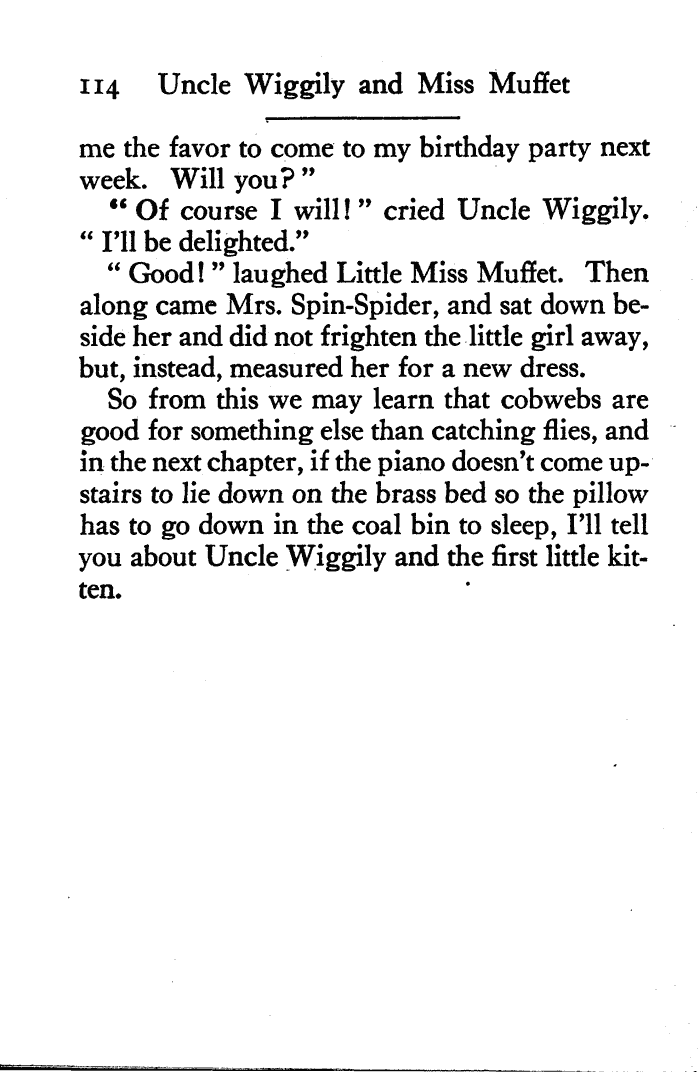 114 Uncle Wiggily and Miss Muffet
me the favor to come to my birthday party next
week. Will you?”
“ Of course I will! ” cried Uncle Wiggily.
“ I’ll be delighted.”
“ Good! ” laughed Little Miss Muffet. Then
along came Mrs. Spin-Spider, and sat down be-
side her and did not frighten the little girl away,
but, instead, measured her for a new dress.
So from this we may learn that cobwebs are
good for something else than catching flies, and
in the next chapter, if the piano doesn’t come up-
stairs to lie down on the brass bed so the pillow
has to go down in the coal bin to sleep, I’ll tell
you about Uncle Wiggily and the first little kit-
ten.